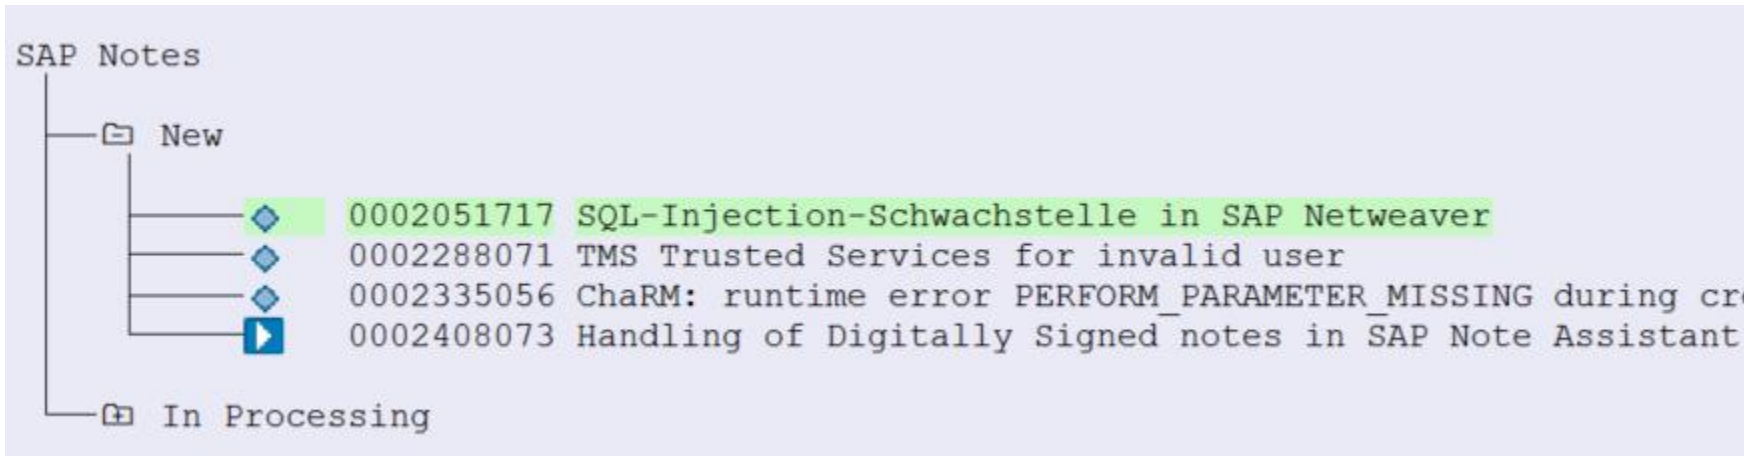 SAP Notes
New
0002051717 SQL-Injection-Schwachstelle in SAP Netweaver
0002288071 TMS Trusted Services for invalid user
0002335056 ChaRM: runtime error PERFORM_PARAMETER_MISSING during
0002408073 Handling of Digitally Signed notes in SAP Note Assistant
In Processing